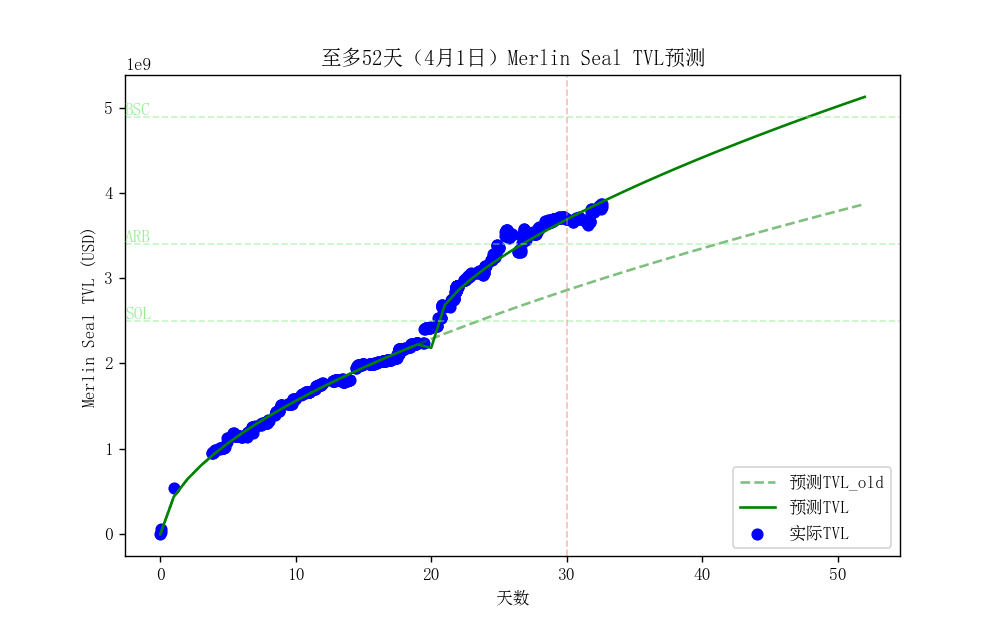 至多52天（4月1日）Merlin Seal TVL预测
1e9
Merlin Seal TVL (USD)
5
4
3
2
1
0
BSC
ARB
SOL
预测TVL_old
预测TVL
实际TVL
0 10 20 30 40 50
天数